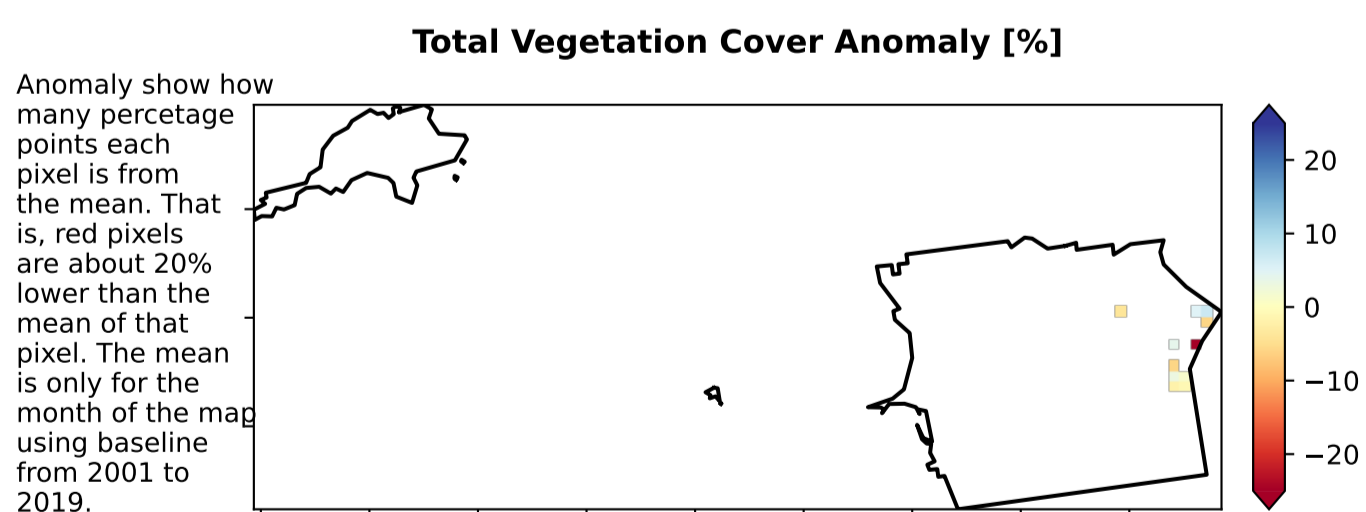 Total Vegetation Cover Anomaly [%]
Anomaly show how
many percetage
points each
pixel is from
the mean. That
is, red pixels
are about 20%
lower than the
mean of that
pixel. The mean
is only for the
month of the map
using baseline
from 2001 to
2019.
20
10
0
−10
−20